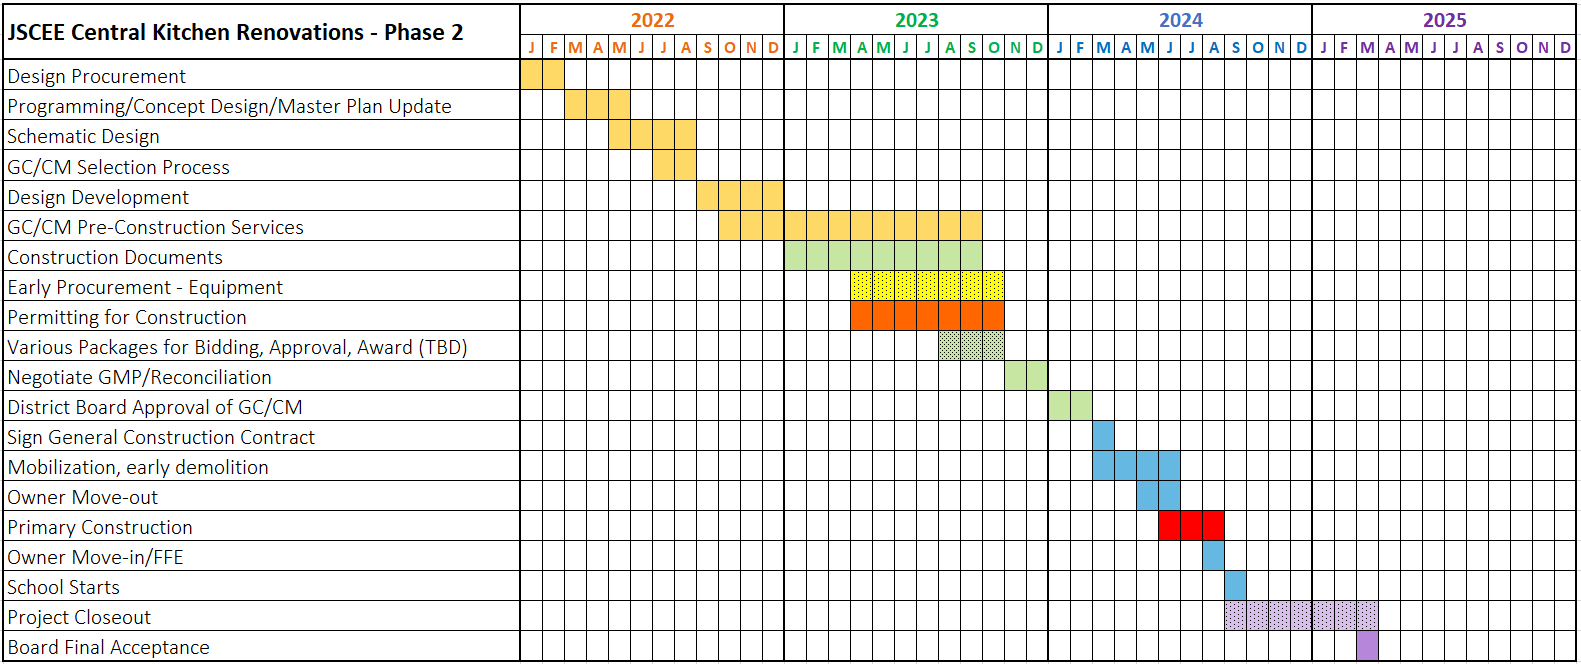 JSCEE Central Kitchen Renovations - Phase 2
2022 2023 2024 2025
J F M A M J J A S O N D J F M A M J J A S O N D J F M A M J J A S O N D J F M A M J J A S O N D
Design Procurement
Programming/Concept Design/Master Plan Update
Schematic Design
GC/CM Selection Process
Design Development
GC/CM Pre-Construction Services
Construction Documents
Early Procurement - Equipment
Permitting for Construction
Various Packages for Bidding, Approval, Award (TBD)
Negotiate GMP/Reconciliation
District Board Approval of GC/CM
Sign General Construction Contract
Mobilization, early demolition
Owner Move-out
Primary Construction
Owner Move-in/FFE
School Starts
Project Closeout
Board Final Acceptance